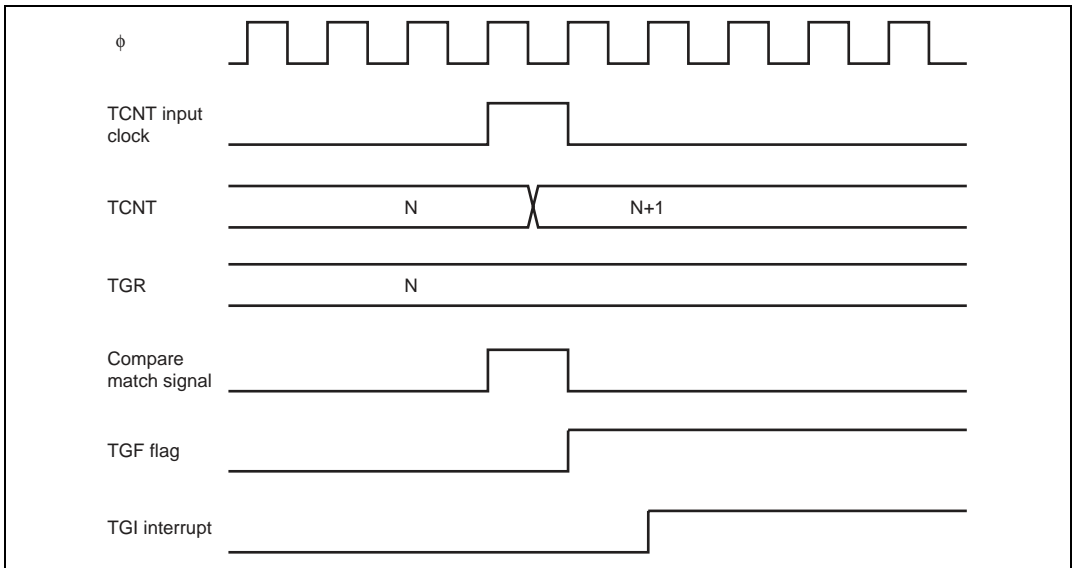 ϕ
TCNT input
clock
TCNT
N
N+1
TGR
N
Compare
match signal
TGF flag
TGI interrupt